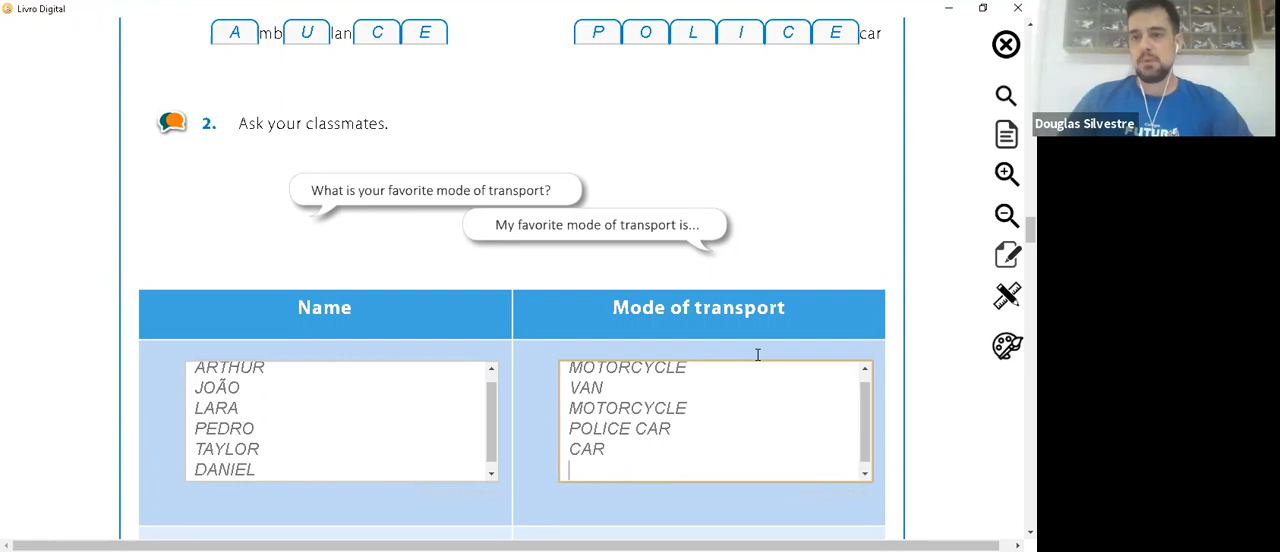 Livro Digital
A mb U lan C E
P O L I C E car
2. Ask your classmates.
What is your favorite mode of transport?
My favorite mode of transport is...
Name
Mode of transport
ARTHUR
JOÃO
LARA
PEDRO
TAYLOR
DANIEL
MOTORCYCLE
VAN
MOTORCYCLE
POLICE CAR
CAR
Douglas Silvestre
FUTURA